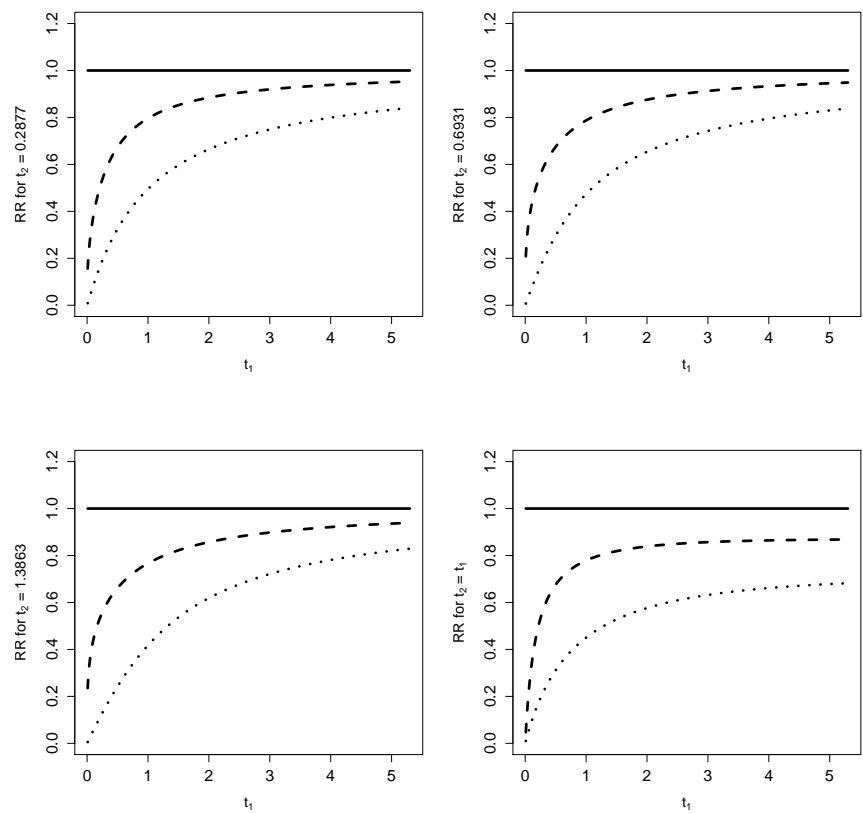 RR for t₂ = 0.2877
0.0 0.2 0.4 0.6 0.8 1.0 1.2
0 1 2 3 4 5
t₁
RR for t₂ = 0.6931
0.0 0.2 0.4 0.6 0.8 1.0 1.2
0 1 2 3 4 5
t₁
RR for t₂ = 1.3863
0.0 0.2 0.4 0.6 0.8 1.0 1.2
0 1 2 3 4 5
t₁
RR for t₂ = t₁
0.0 0.2 0.4 0.6 0.8 1.0 1.2
0 1 2 3 4 5
t₁